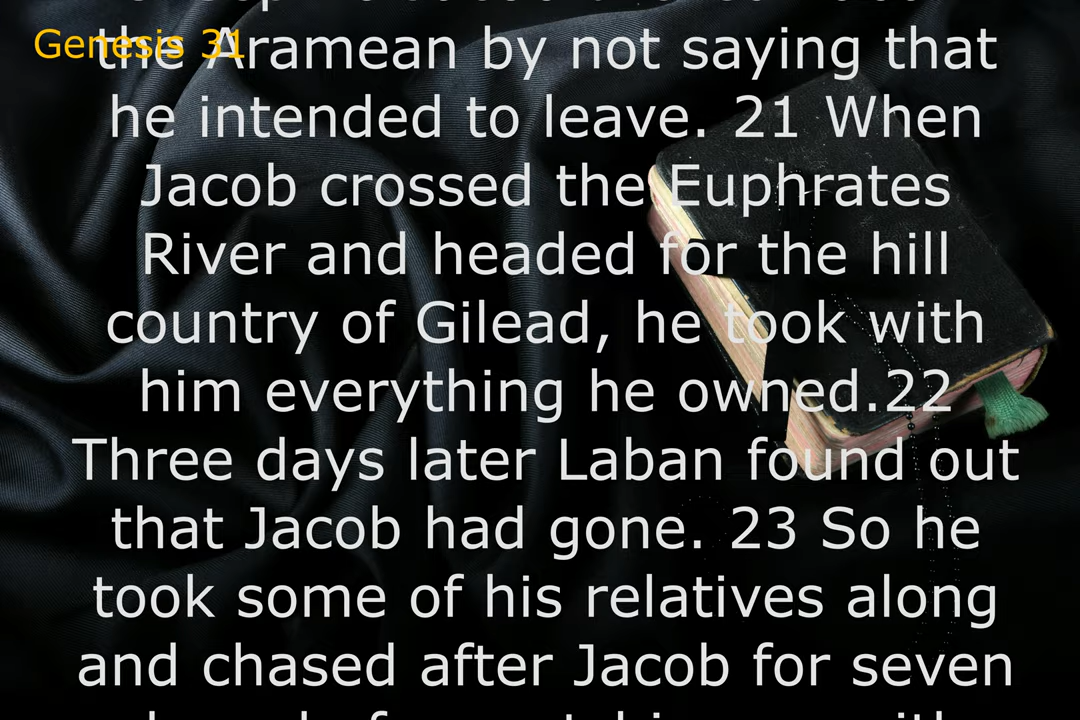 Genesis 31
the Aramean by not saying that
he intended to leave. 21 When
Jacob crossed the Euphrates
River and headed for the hill
country of Gilead, he took with
him everything he owned.22
Three days later Laban found out
that Jacob had gone. 23 So he
took some of his relatives along
and chased after Jacob for seven